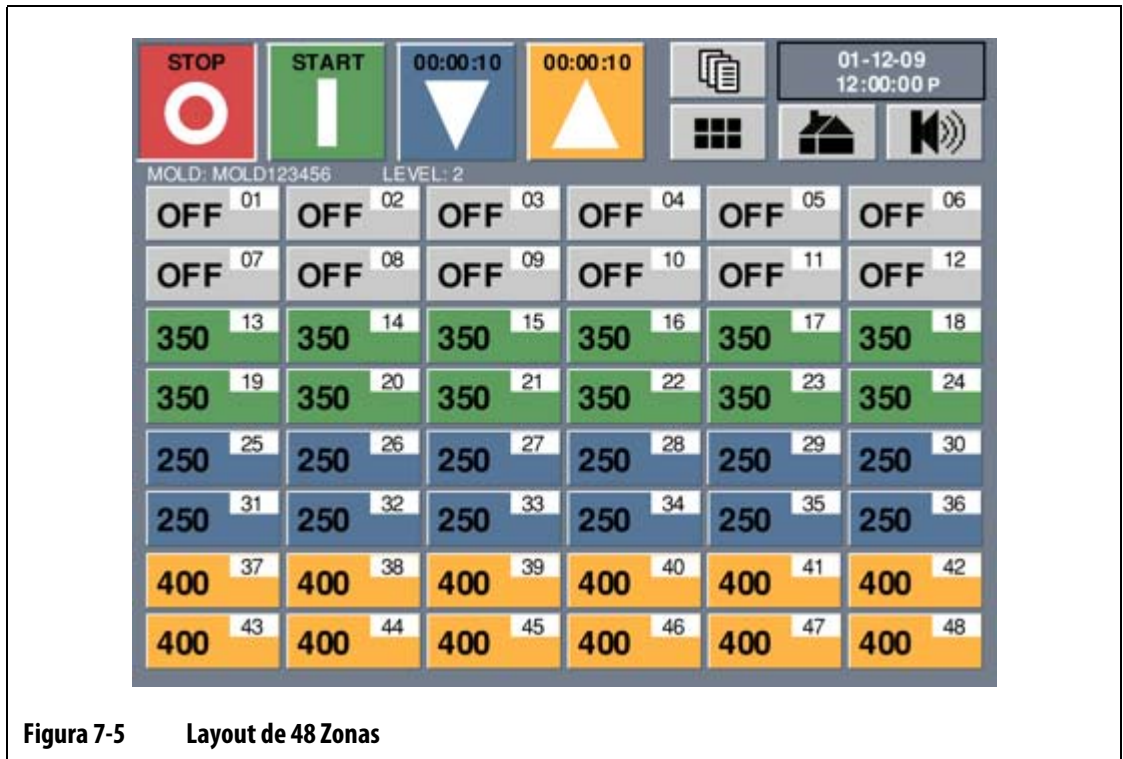 STOP START 00:00:10 00:00:10 01-12-09
12:00:00 P
MOLD: MOLD123456 LEVEL: 2
OFF 01 OFF 02 OFF 03 OFF 04 OFF 05 OFF 06
OFF 07 OFF 08 OFF 09 OFF 10 OFF 11 OFF 12
350 13 350 14 350 15 350 16 350 17 350 18
350 19 350 20 350 21 350 22 350 23 350 24
250 25 250 26 250 27 250 28 250 29 250 30
250 31 250 32 250 33 250 34 250 35 250 36
400 37 400 38 400 39 400 40 400 41 400 42
400 43 400 44 400 45 400 46 400 47 400 48
Figura 7-5 Layout de 48 Zonas